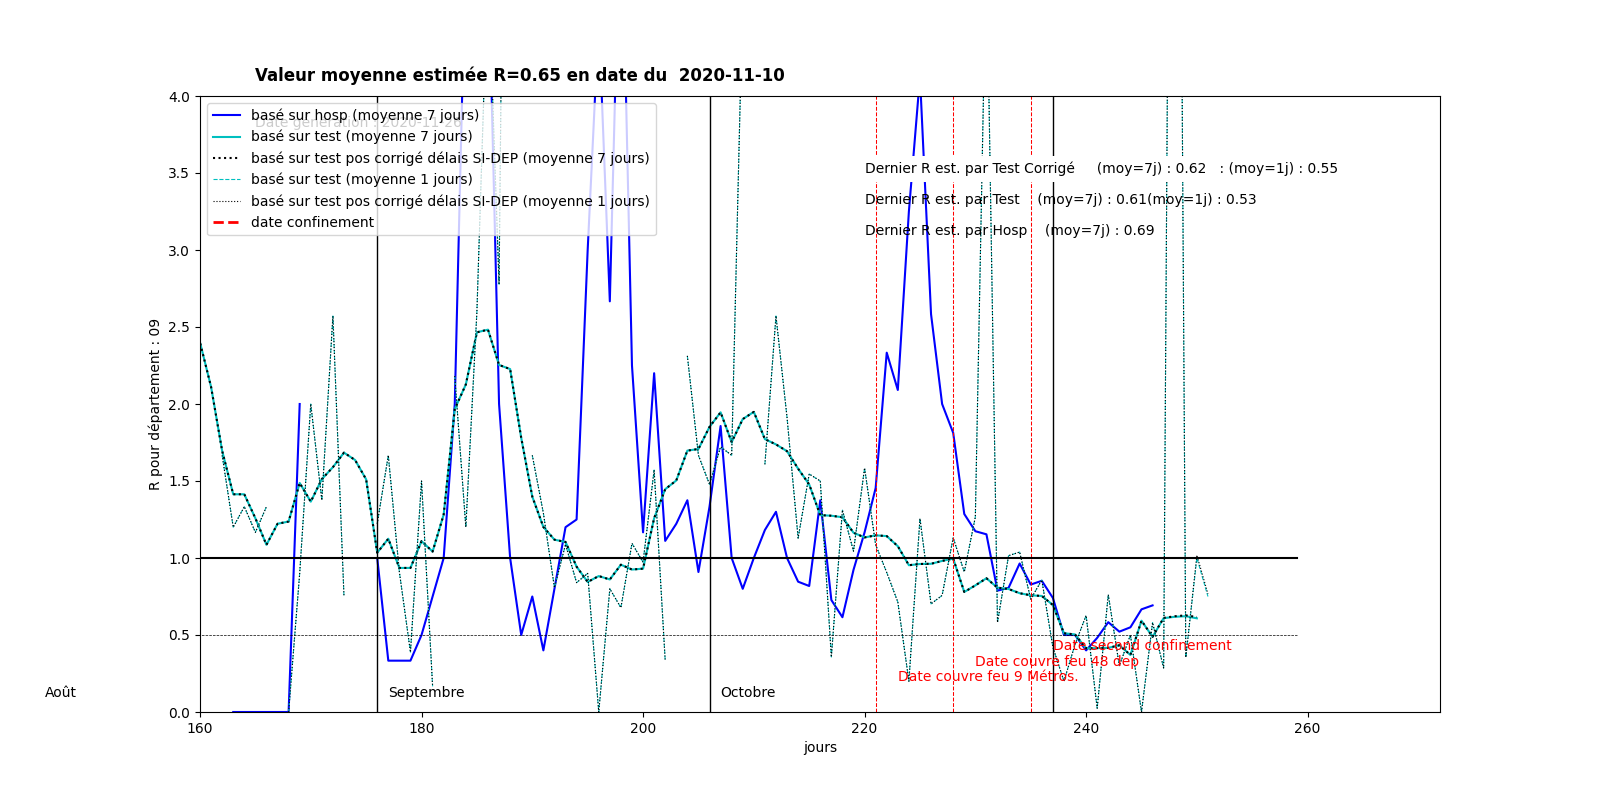 Valeur moyenne estimée R=0.65 en date du  2020-11-10
4.0
3.5
3.0
2.5
2.0
1.5
1.0
0.5
0.0
R pour département : 09
basé sur hosp (moyenne 7 jours)
basé sur test (moyenne 7 jours)
basé sur test pos corrigé délais SI-DEP (moyenne 7 jours)
basé sur test (moyenne 1 jours)
basé sur test pos corrigé délais SI-DEP (moyenne 1 jours)
date confinement
Dernier R est. par Test Corrigé     (moy=7j) : 0.62   : (moy=1j) : 0.55
Dernier R est. par Test    (moy=7j) : 0.61(moy=1j) : 0.53
Dernier R est. par Hosp    (moy=7j) : 0.69
Date second confinement
Date couvre feu 48 dep
Date couvre feu 9 Métros.
Août
Septembre
Octobre
160
180
200
220
240
260
jours